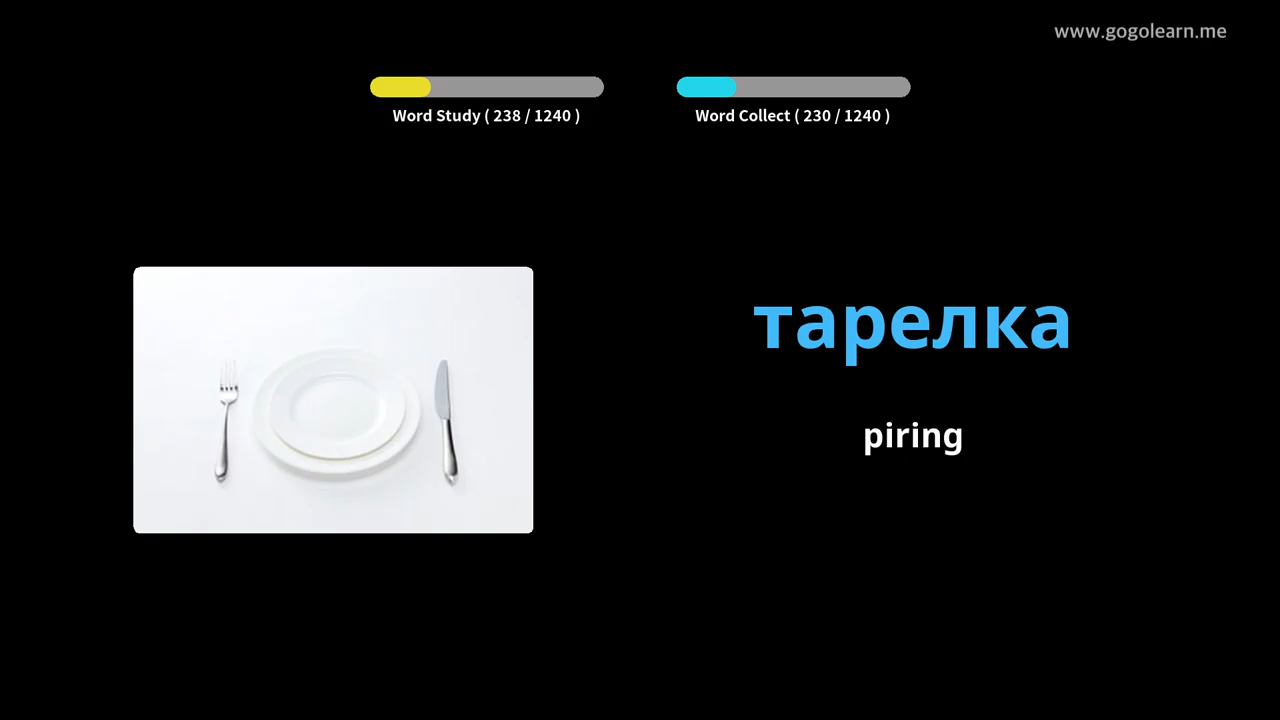 www.gogolearn.me
Word Study ( 238 / 1240 )
Word Collect ( 230 / 1240 )
тарелка
piring